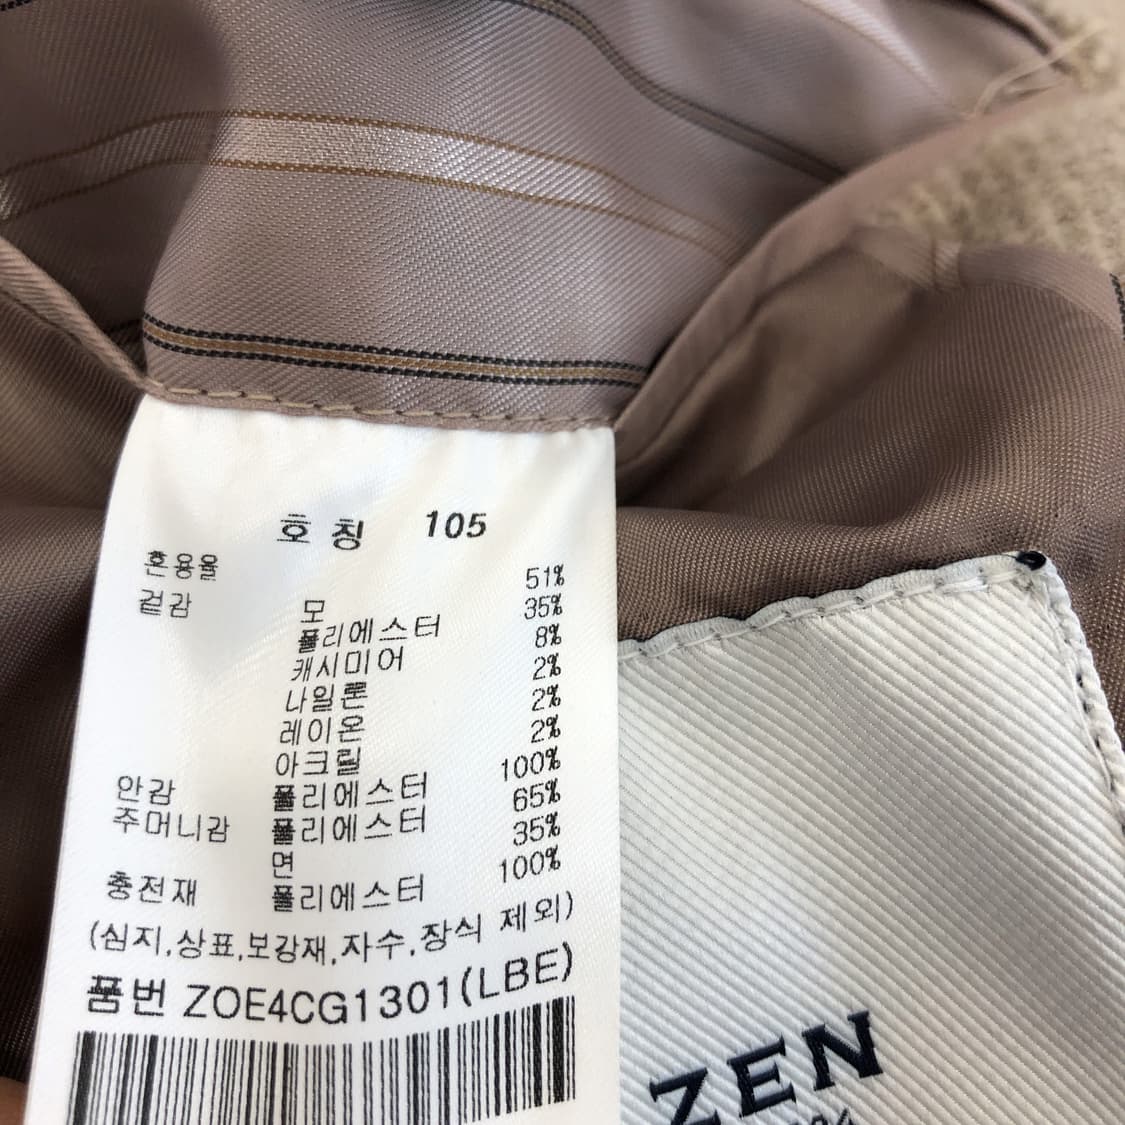 호칭 105
혼용율
겉감 모 51%
폴리에스터 35%
캐시미어 8%
나일론 2%
레이온 2%
아크릴 2%
안감 폴리에스터 100%
주머니감 폴리에스터 65%
면 35%
충전재 폴리에스터 100%
(심지,상표,보강재,자수,장식 제외)
품번 ZOE4CG1301(LBE)
ZEN